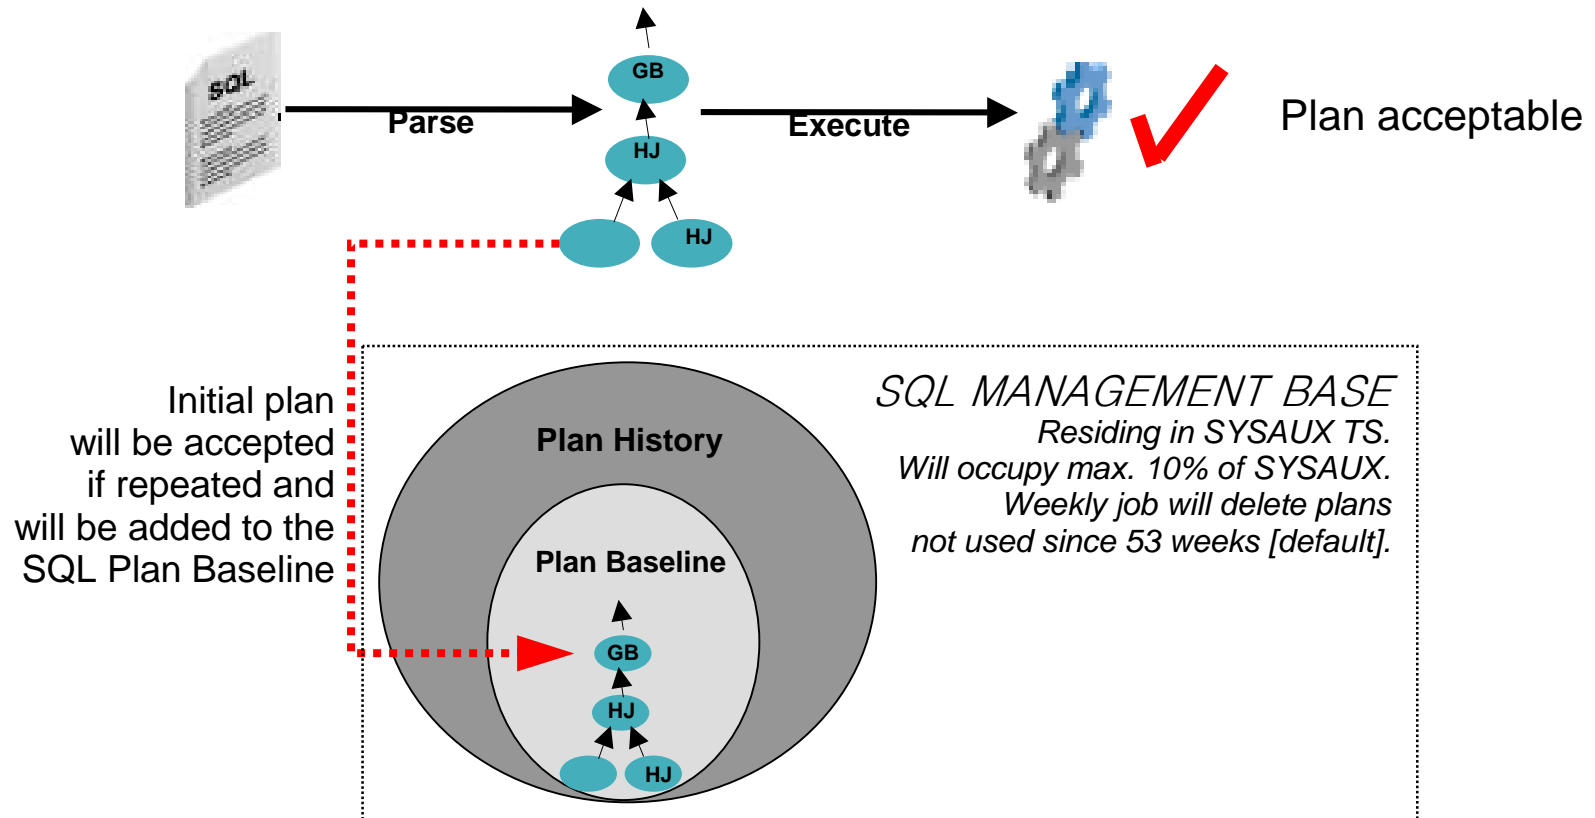 SQL
GB
Parse
Execute
Plan acceptable
HJ
HJ
Initial plan
will be accepted
if repeated and
will be added to the
SQL Plan Baseline
SQL MANAGEMENT BASE
Residing in SYSAUX TS.
Will occupy max. 10% of SYSAUX.
Weekly job will delete plans
not used since 53 weeks [default].
Plan History
Plan Baseline
GB
HJ
HJ